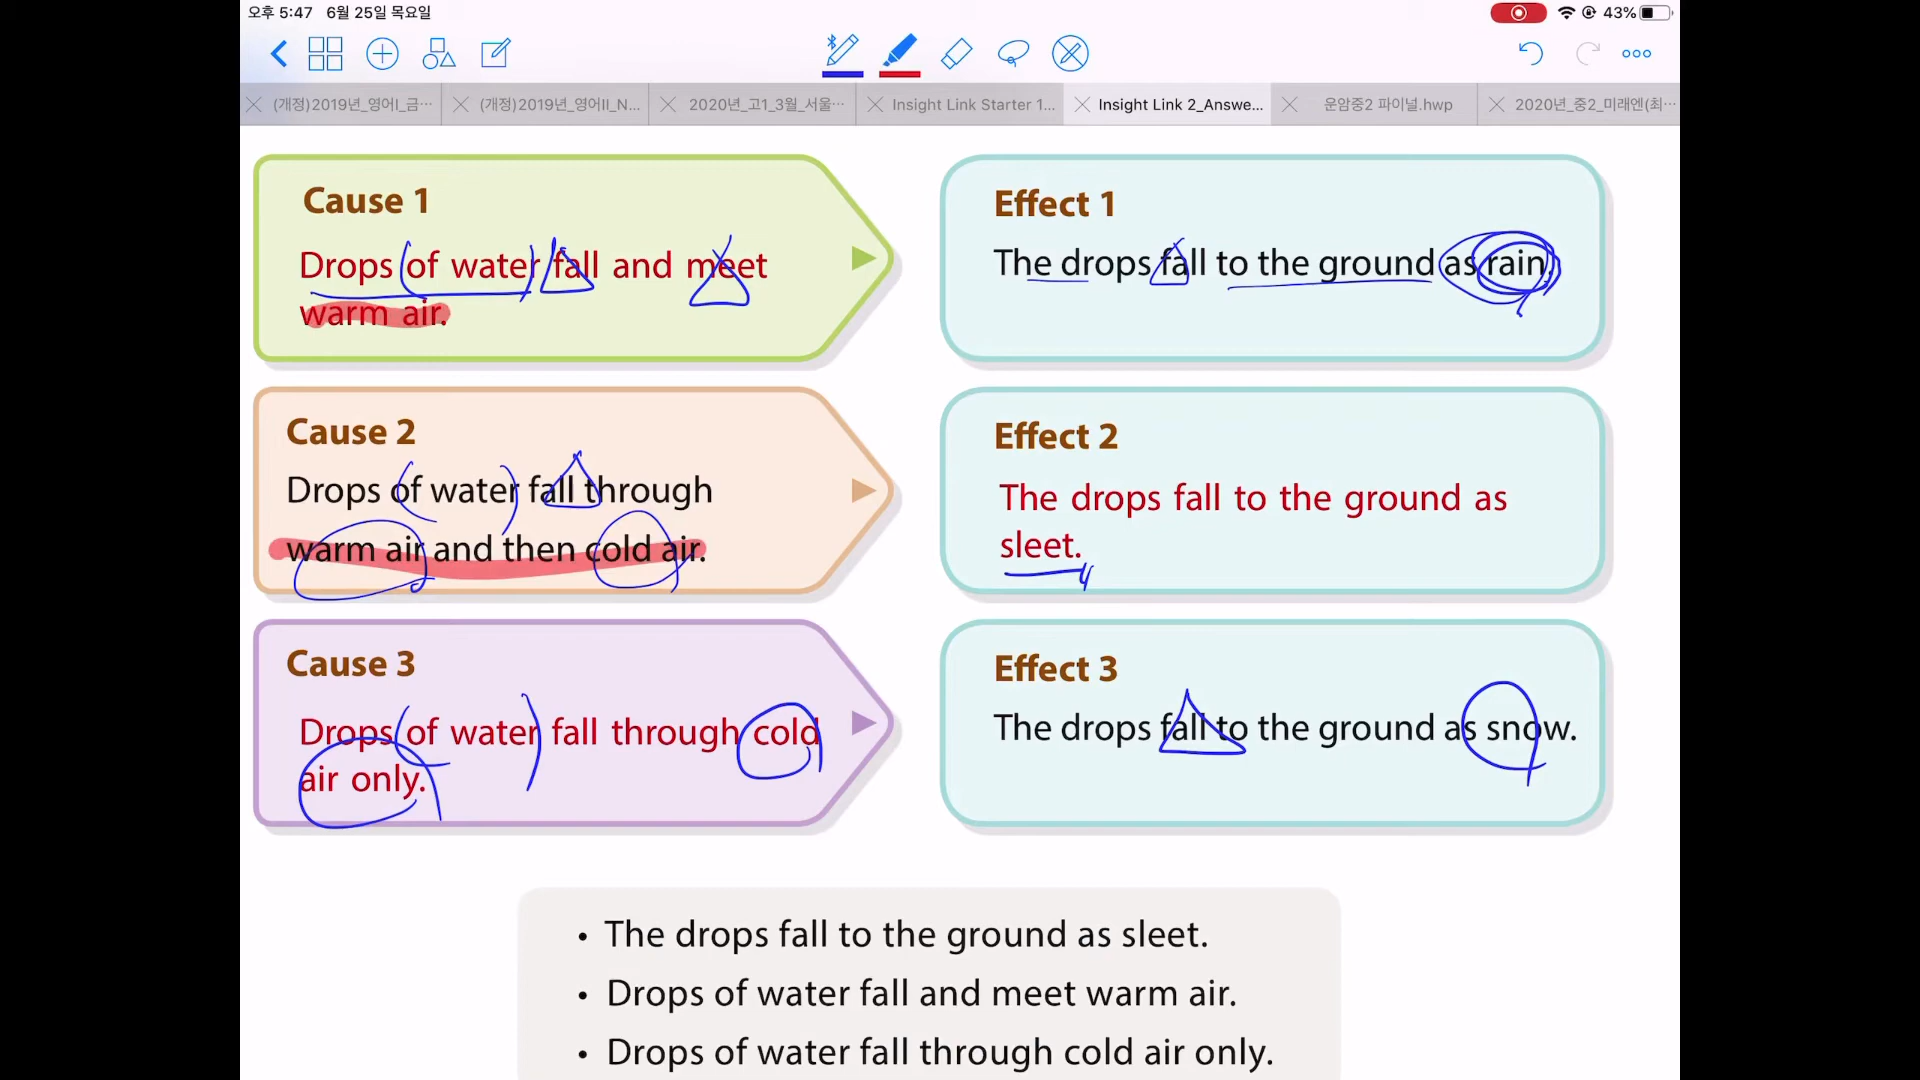 오후 5:47 6월 25일 목요일
43%
(개정)2019년_영어I_금…
(개정)2019년_영어II_N...
2020년_고1_3월_서울…
Insight Link Starter 1...
Insight Link 2_Answe...
운암중2 파이널.hwp
2020년_중2_미래엔(최…
Cause 1
Drops of water fall and meet
warm air.
Effect 1
The drops fall to the ground as rain.
Cause 2
Drops of water fall through
warm air and then cold air.
Effect 2
The drops fall to the ground as
sleet.
Cause 3
Drops of water fall through cold
air only.
Effect 3
The drops fall to the ground as snow.
• The drops fall to the ground as sleet.
• Drops of water fall and meet warm air.
• Drops of water fall through cold air only.